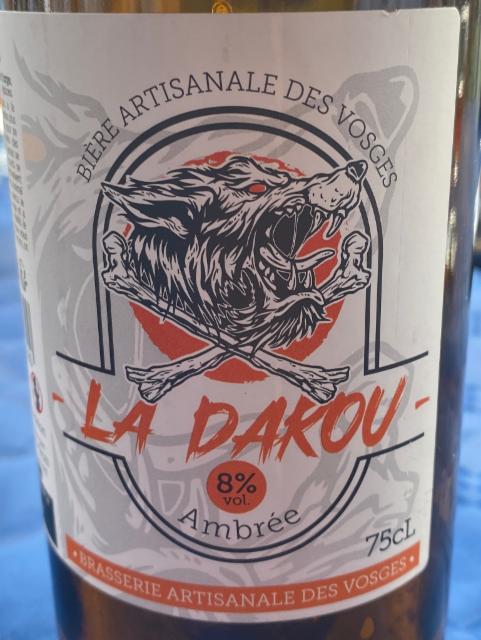 BIÈRE ARTISANALE DES VOSGES
- LA DAKOU -
8%
vol.
Ambrée
75cL
• BRASSERIE ARTISANALE DES VOSGES •